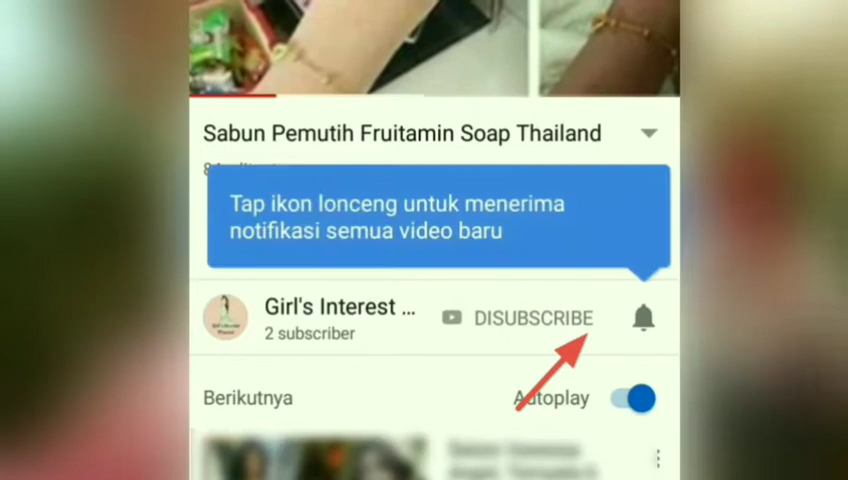 Sabun Pemutih Fruitamin Soap Thailand
Tap ikon lonceng untuk menerima
notifikasi semua video baru
Girl's Interest ...
DISUBSCRIBE
2 subscriber
Berikutnya
Autoplay